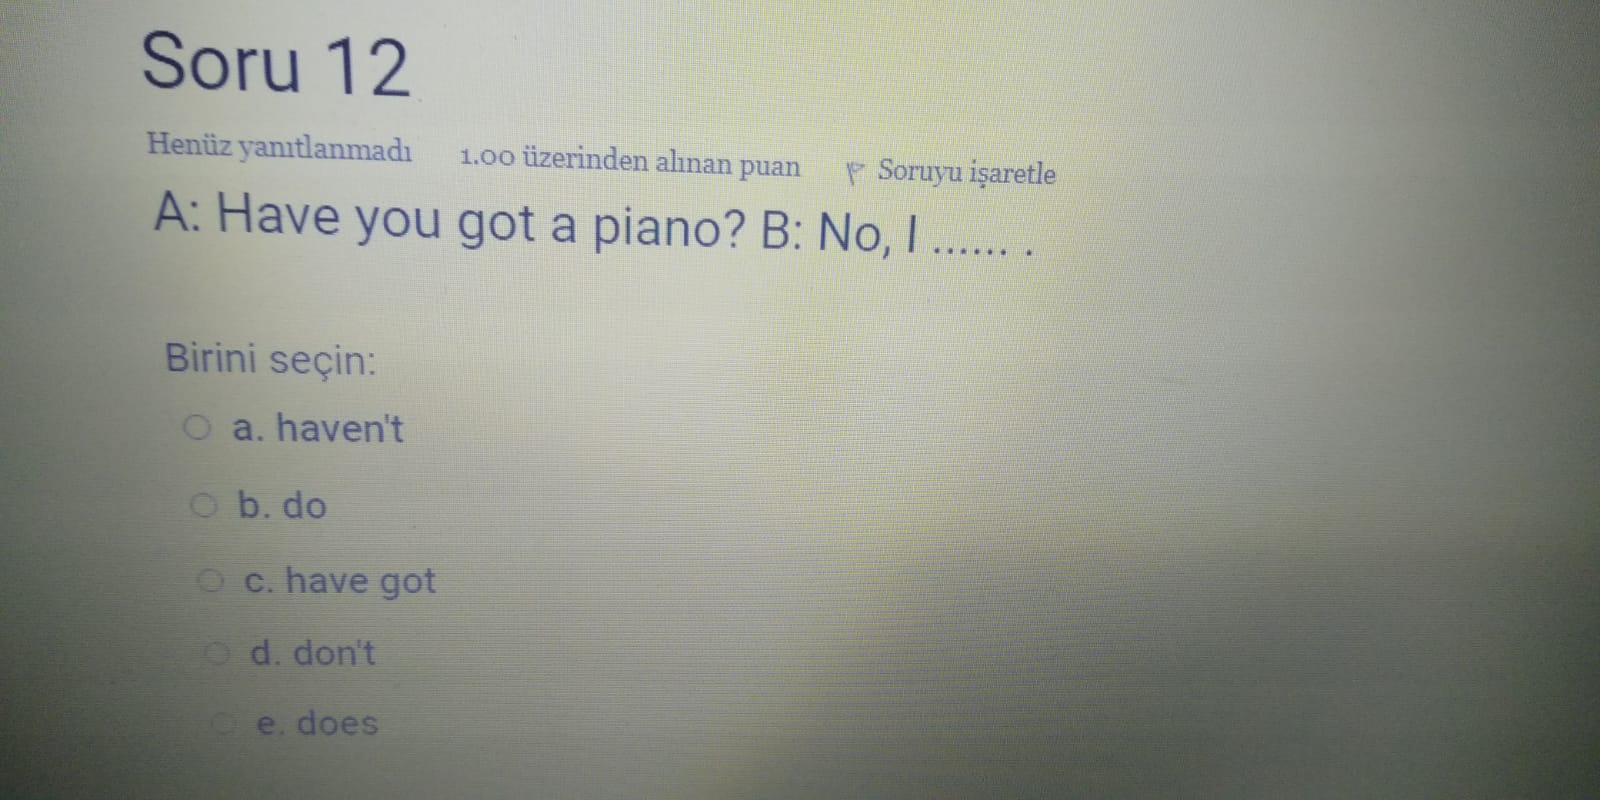 Soru 12
Henüz yanıtlanmadı 1.00 üzerinden alınan puan Soruyu işaretle
A: Have you got a piano? B: No, I ...... .
Birini seçin:
a. haven't
b. do
c. have got
d. don't
e. does